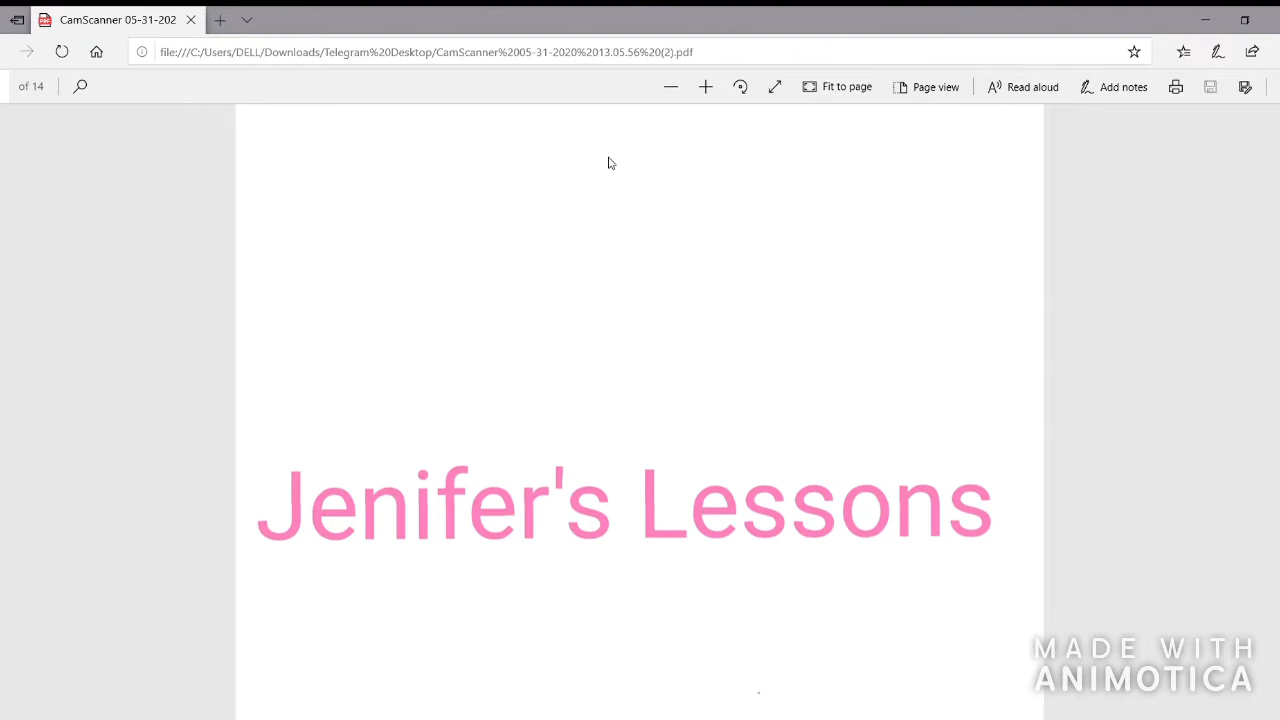 CamScanner 05-31-202
file:///C:/Users/DELL/Downloads/Telegram%20Desktop/CamScanner%2005-31-2020%2013.05.56%20(2).pdf
of 14
Fit to page
Page view
Read aloud
Add notes
Jenifer's Lessons
MADE WITH
ANIMOTICA